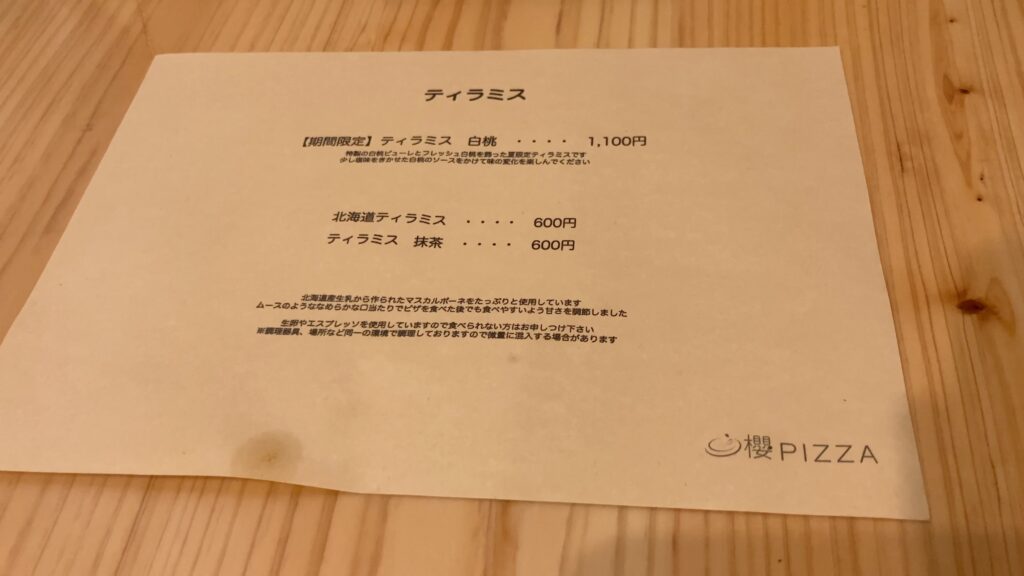 ティラミス
【期間限定】ティラミス 白桃 ・・・・ 1,100円
特製の白桃ピューレとフレッシュ白桃を飾った夏限定ティラミスです
少し塩味をきかせた白桃のソースをかけて味の変化を楽しんでください
北海道ティラミス ・・・・ 600円
ティラミス 抹茶 ・・・・ 600円
北海道産生乳から作られたマスカルポーネをたっぷりと使用しています
ムースのようななめらかな口当たりでピザを食べた後でも食べやすいよう甘さを調節しました
生卵やエスプレッソを使用していますので食べられない方はお申しつけ下さい
※調理器具、場所など同一の環境で調理しておりますので微量に混入する場合があります
櫻PIZZA